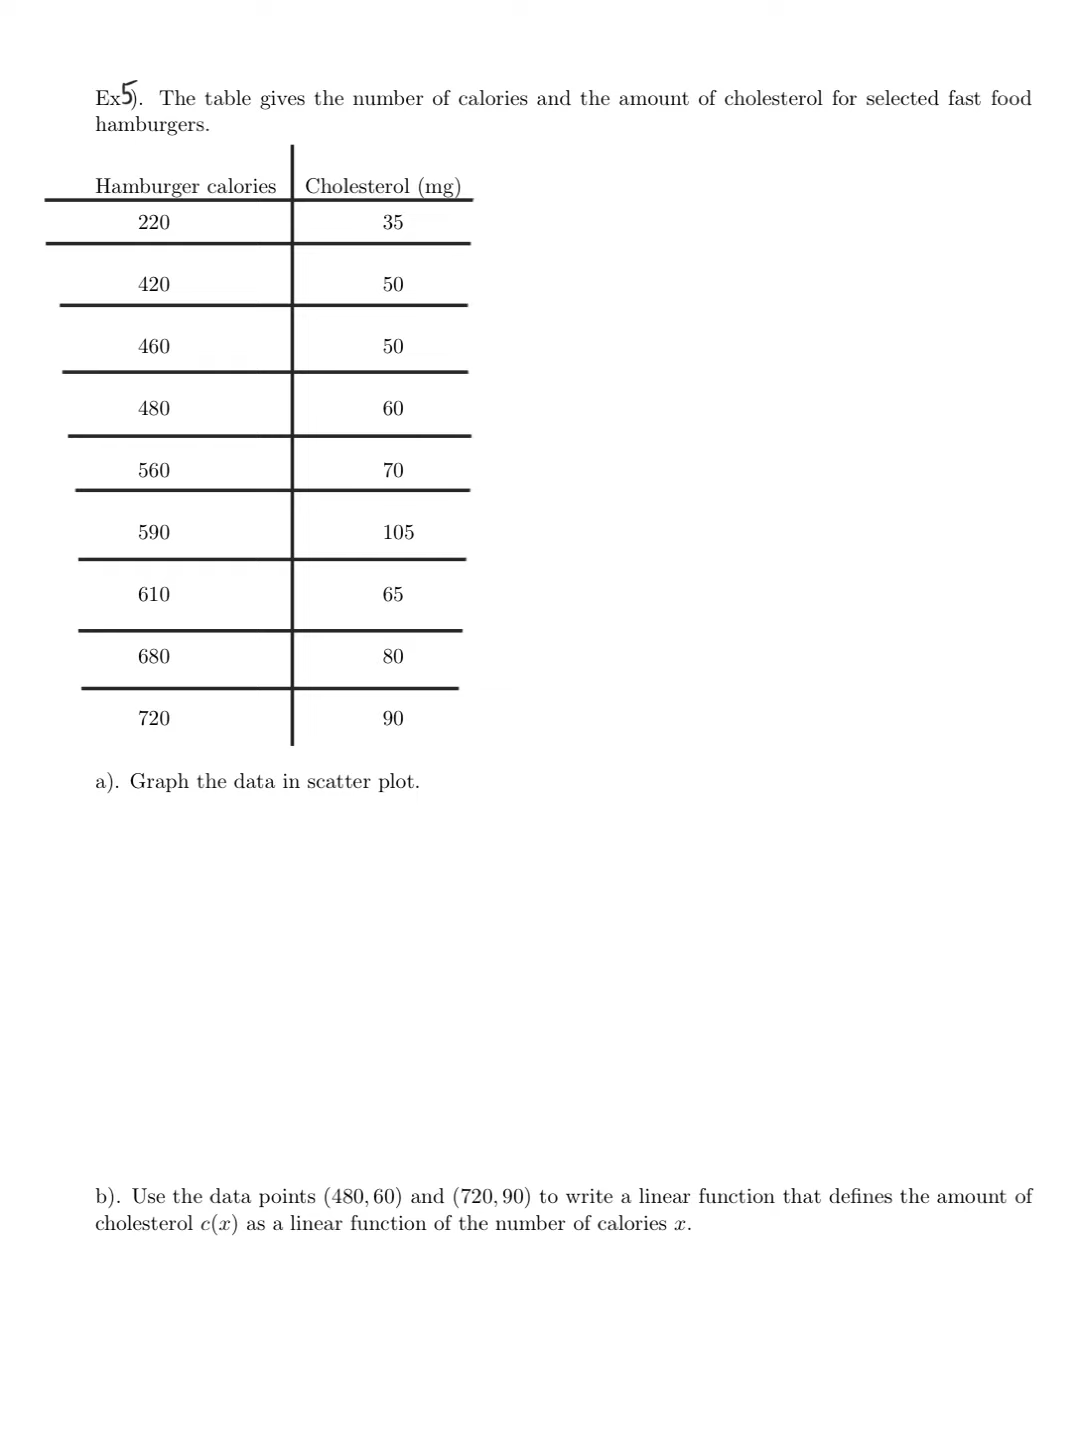 Ex5). The table gives the number of calories and the amount of cholesterol for selected fast food
hamburgers.
Hamburger calories Cholesterol (mg)
220 35
420 50
460 50
480 60
560 70
590 105
610 65
680 80
720 90
a). Graph the data in scatter plot.
b). Use the data points (480, 60) and (720, 90) to write a linear function that defines the amount of
cholesterol c(x) as a linear function of the number of calories x.